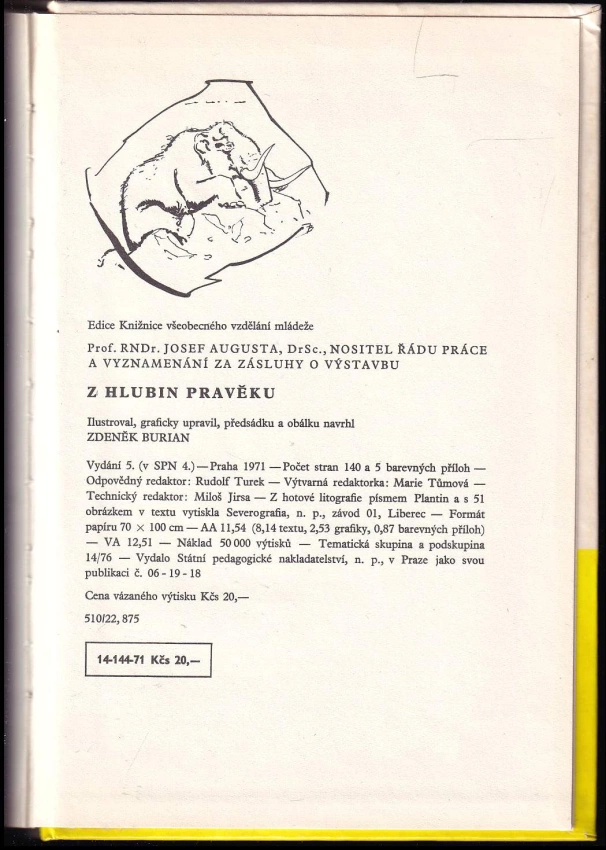 Edice Knižnice všeobecného vzdělání mládeže
Prof. RNDr. JOSEF AUGUSTA, DrSc., NOSITEL ŘÁDU PRÁCE
A VYZNAMENÁNÍ ZA ZÁSLUHY O VÝSTAVBU
Z HLUBIN PRAVĚKU
Ilustroval, graficky upravil, předsádku a obálku navrhl
ZDENĚK BURIAN
Vydání 5. (v SPN 4.) — Praha 1971 — Počet stran 140 a 5 barevných příloh —
Odpovědný redaktor: Rudolf Turek — Výtvarná redaktorka: Marie Tůmová —
Technický redaktor: Miloš Jirsa — Z hotové litografie písmem Plantin a s 51
obrázkem v textu vytiskla Severografia, n. p., závod 01, Liberec — Formát
papíru 70 × 100 cm — AA 11,54 (8,14 textu, 2,53 grafiky, 0,87 barevných příloh)
— VA 12,51 — Náklad 50 000 výtisků — Tematická skupina a podskupina
14/76 — Vydalo Státní pedagogické nakladatelství, n. p., v Praze jako svou
publikaci č. 06 - 19 - 18
Cena vázaného výtisku Kčs 20,—
510/22, 875
14-144-71 Kčs 20,—